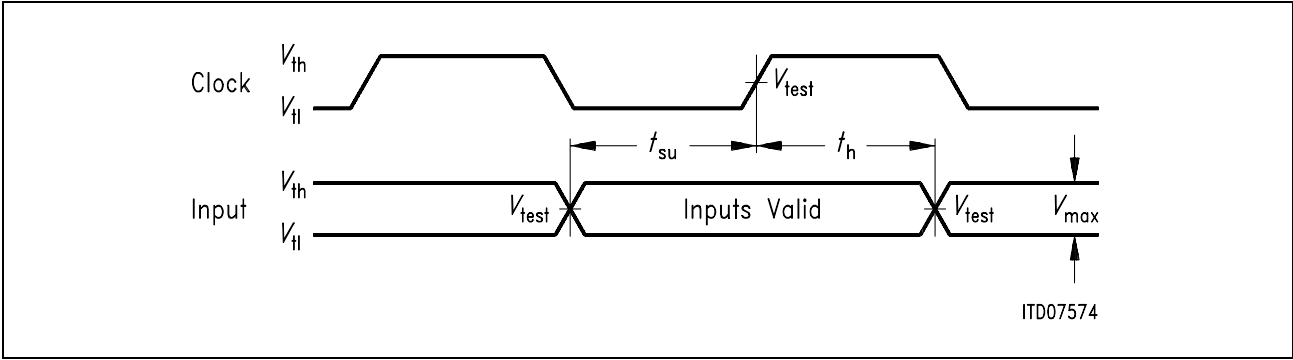 Vth
Clock
Vtest
Vtl
tsu th
Vth
Input Vtest Inputs Valid Vtest Vmax
Vtl
ITD07574